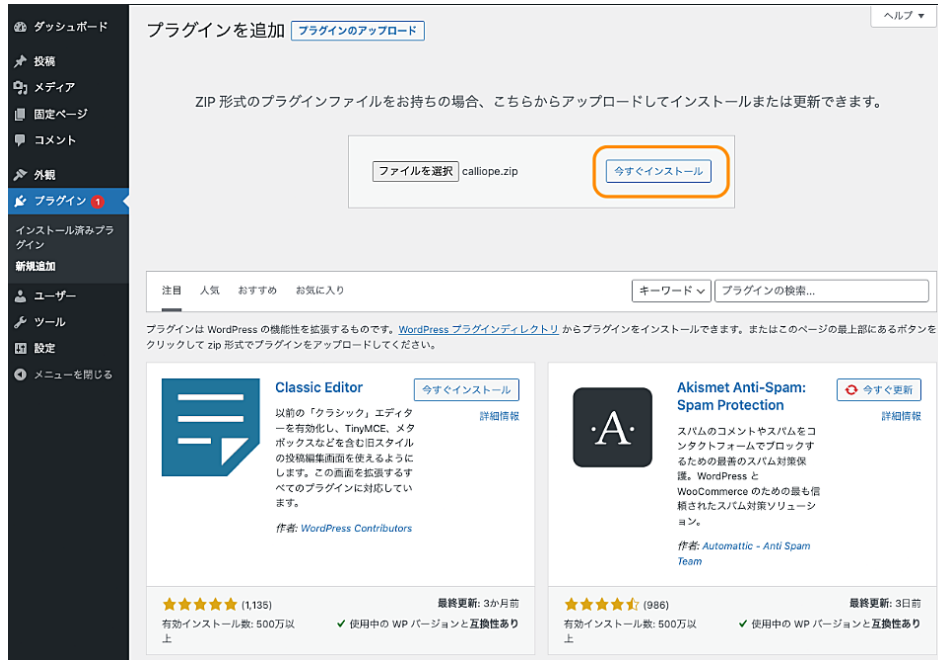 ダッシュボード
投稿
メディア
固定ページ
コメント
外観
プラグイン 1
インストール済みプラ
グイン
新規追加
ユーザー
ツール
設定
メニューを閉じる
プラグインを追加 プラグインのアップロード
ヘルプ ▼
ZIP 形式のプラグインファイルをお持ちの場合、こちらからアップロードしてインストールまたは更新できます。
ファイルを選択 calliope.zip 今すぐインストール
注目 人気 おすすめ お気に入り キーワード プラグインの検索...
プラグインは WordPress の機能性を拡張するものです。WordPress プラグインディレクトリ からプラグインをインストールできます。またはこのページの最上部にあるボタンを
クリックして zip 形式でプラグインをアップロードしてください。
Classic Editor 今すぐインストール
詳細情報
以前の「クラシック」エディタ
ーを有効化し、TinyMCE、メタ
ボックスなどを含む旧スタイル
の投稿編集画面を使えるように
します。この画面を拡張するす
べてのプラグインに対応してい
ます。
作者: WordPress Contributors
(1,135) 最終更新: 3か月前
有効インストール数: 500万以
上
✔ 使用中の WP バージョンと互換性あり
A
Akismet Anti-Spam:
Spam Protection
今すぐ更新
詳細情報
スパムのコメントやスパムをコ
ンタクトフォームでブロックす
るための最善のスパム対策保
護。WordPress と
WooCommerce のための最も信
頼されたスパム対策ソリューシ
ョン。
作者: Automattic - Anti Spam
Team
(986) 最終更新: 3日前
有効インストール数: 500万以
上
✔ 使用中の WP バージョンと互換性あり